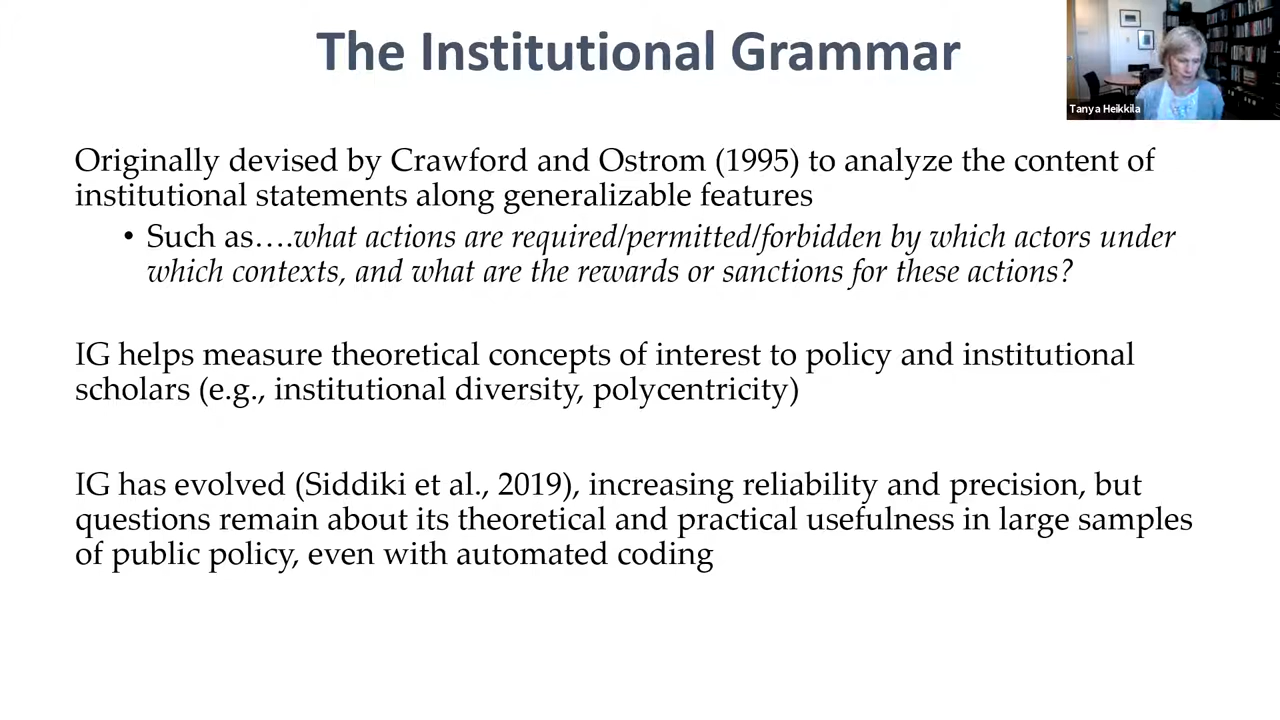 The Institutional Grammar
Tanya Heikkila
Originally devised by Crawford and Ostrom (1995) to analyze the content of
institutional statements along generalizable features
• Such as….what actions are required/permitted/forbidden by which actors under
which contexts, and what are the rewards or sanctions for these actions?
IG helps measure theoretical concepts of interest to policy and institutional
scholars (e.g., institutional diversity, polycentricity)
IG has evolved (Siddiki et al., 2019), increasing reliability and precision, but
questions remain about its theoretical and practical usefulness in large samples
of public policy, even with automated coding